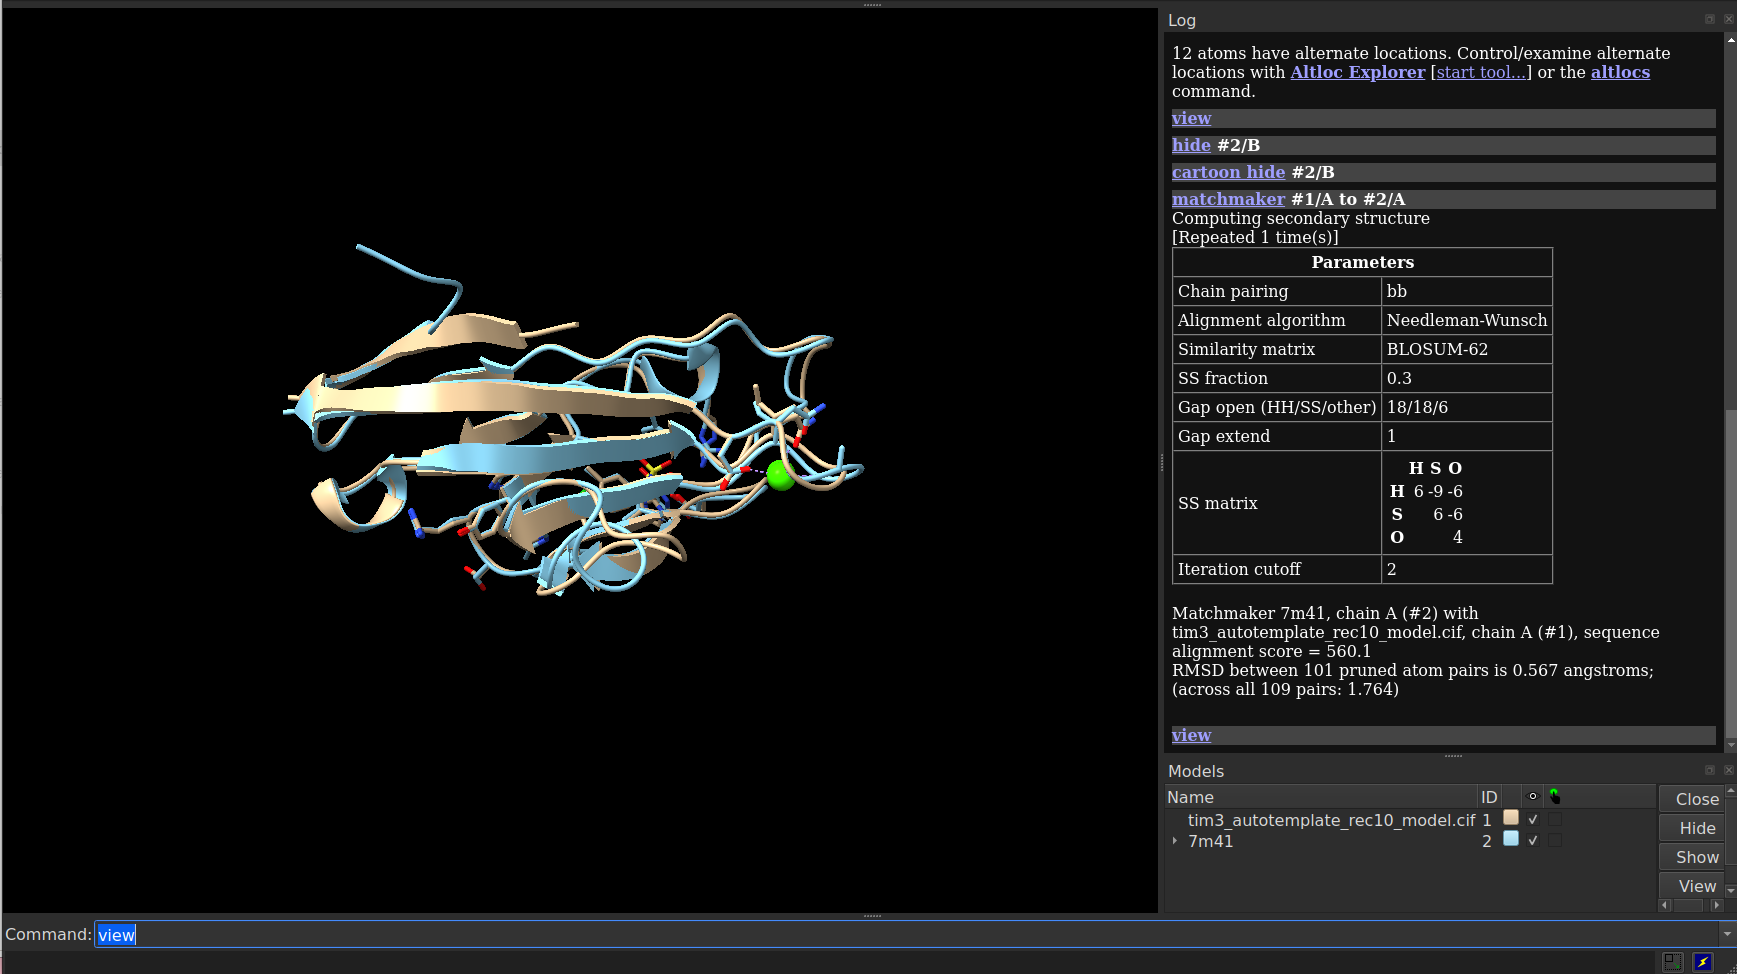 Log
12 atoms have alternate locations. Control/examine alternate
locations with Altloc Explorer [start tool...] or the altlocs
command.
view
hide #2/B
cartoon hide #2/B
matchmaker #1/A to #2/A
Computing secondary structure
[Repeated 1 time(s)]
Parameters
Chain pairing bb
Alignment algorithm Needleman-Wunsch
Similarity matrix BLOSUM-62
SS fraction 0.3
Gap open (HH/SS/other) 18/18/6
Gap extend 1
SS matrix
H S O
H 6 -9 -6
S 6 -6
O 4
Iteration cutoff 2
Matchmaker 7m41, chain A (#2) with
tim3_autotemplate_rec10_model.cif, chain A (#1), sequence
alignment score = 560.1
RMSD between 101 pruned atom pairs is 0.567 angstroms;
(across all 109 pairs: 1.764)
view
Models
Name ID
tim3_autotemplate_rec10_model.cif 1
7m41 2
Close
Hide
Show
View
Command: view